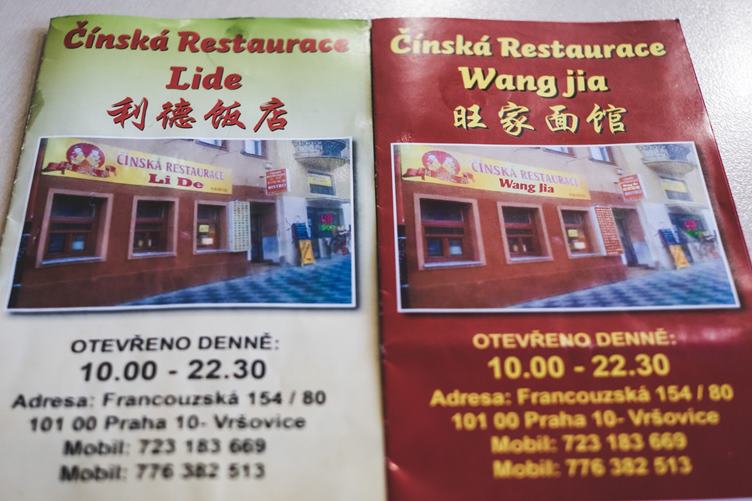 Čínská Restaurace
Lide
利德饭店
ČÍNSKÁ RESTAURACE
Li De
OTEVŘENO DENNĚ:
10.00 - 22.30
Adresa: Francouzská 154 / 80
101 00 Praha 10- Vršovice
Mobil: 723 183 669
Mobil: 776 382 513
Čínská Restaurace
Wang jia
旺家面馆
ČÍNSKÁ RESTAURACE
Wang Jia
OTEVŘENO DENNĚ:
10.00 - 22.30
Adresa: Francouzská 154 / 80
101 00 Praha 10- Vršovice
Mobil: 723 183 669
Mobil: 776 382 513